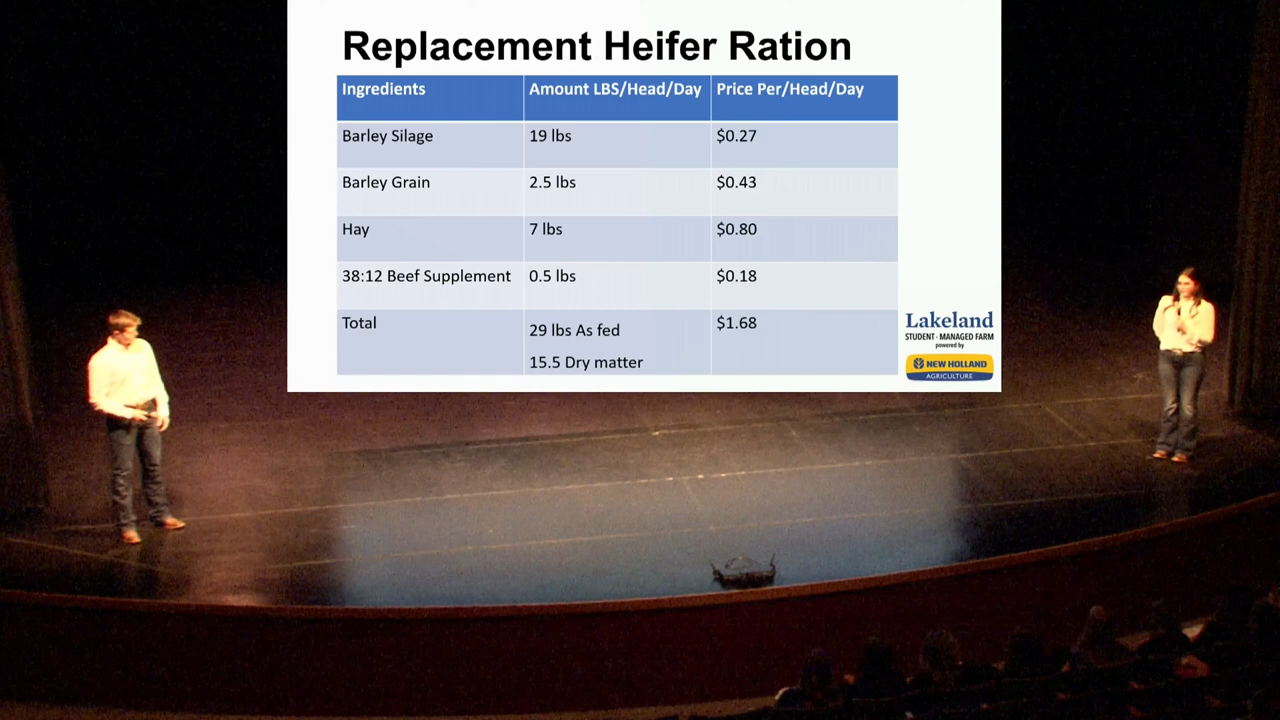 Replacement Heifer Ration
Ingredients Amount LBS/Head/Day Price Per/Head/Day
Barley Silage 19 lbs $0.27
Barley Grain 2.5 lbs $0.43
Hay 7 lbs $0.80
38:12 Beef Supplement 0.5 lbs $0.18
Total 29 lbs As fed $1.68
15.5 Dry matter
Lakeland
STUDENT-MANAGED FARM
powered by
NEW HOLLAND
AGRICULTURE